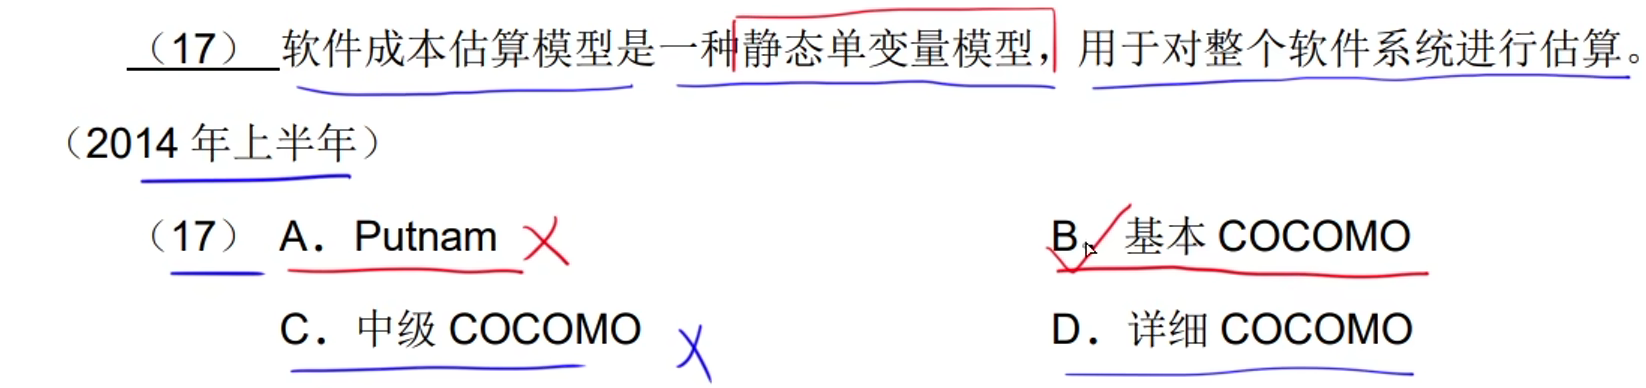 （17） 软件成本估算模型是一种静态单变量模型， 用于对整个软件系统进行估算。
（2014 年上半年）
（17） A．Putnam B． 基本 COCOMO
C．中级 COCOMO D．详细 COCOMO